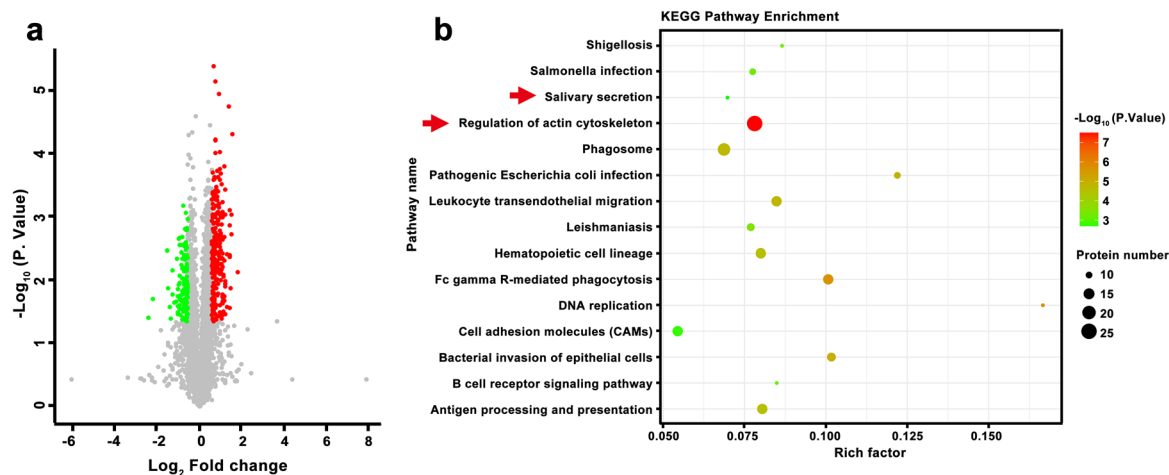 a
-Log10 (P. Value)
5
4
3
2
1
0
-6
-4
-2
0
2
4
6
8
Log2 Fold change
b
KEGG Pathway Enrichment
Pathway name
Shigellosis
Salmonella infection
Salivary secretion
Regulation of actin cytoskeleton
Phagosome
Pathogenic Escherichia coli infection
Leukocyte transendothelial migration
Leishmaniasis
Hematopoietic cell lineage
Fc gamma R-mediated phagocytosis
DNA replication
Cell adhesion molecules (CAMs)
Bacterial invasion of epithelial cells
B cell receptor signaling pathway
Antigen processing and presentation
0.050
0.075
0.100
0.125
0.150
Rich factor
-Log10 (P.Value)
7
6
5
4
3
Protein number
10
15
20
25